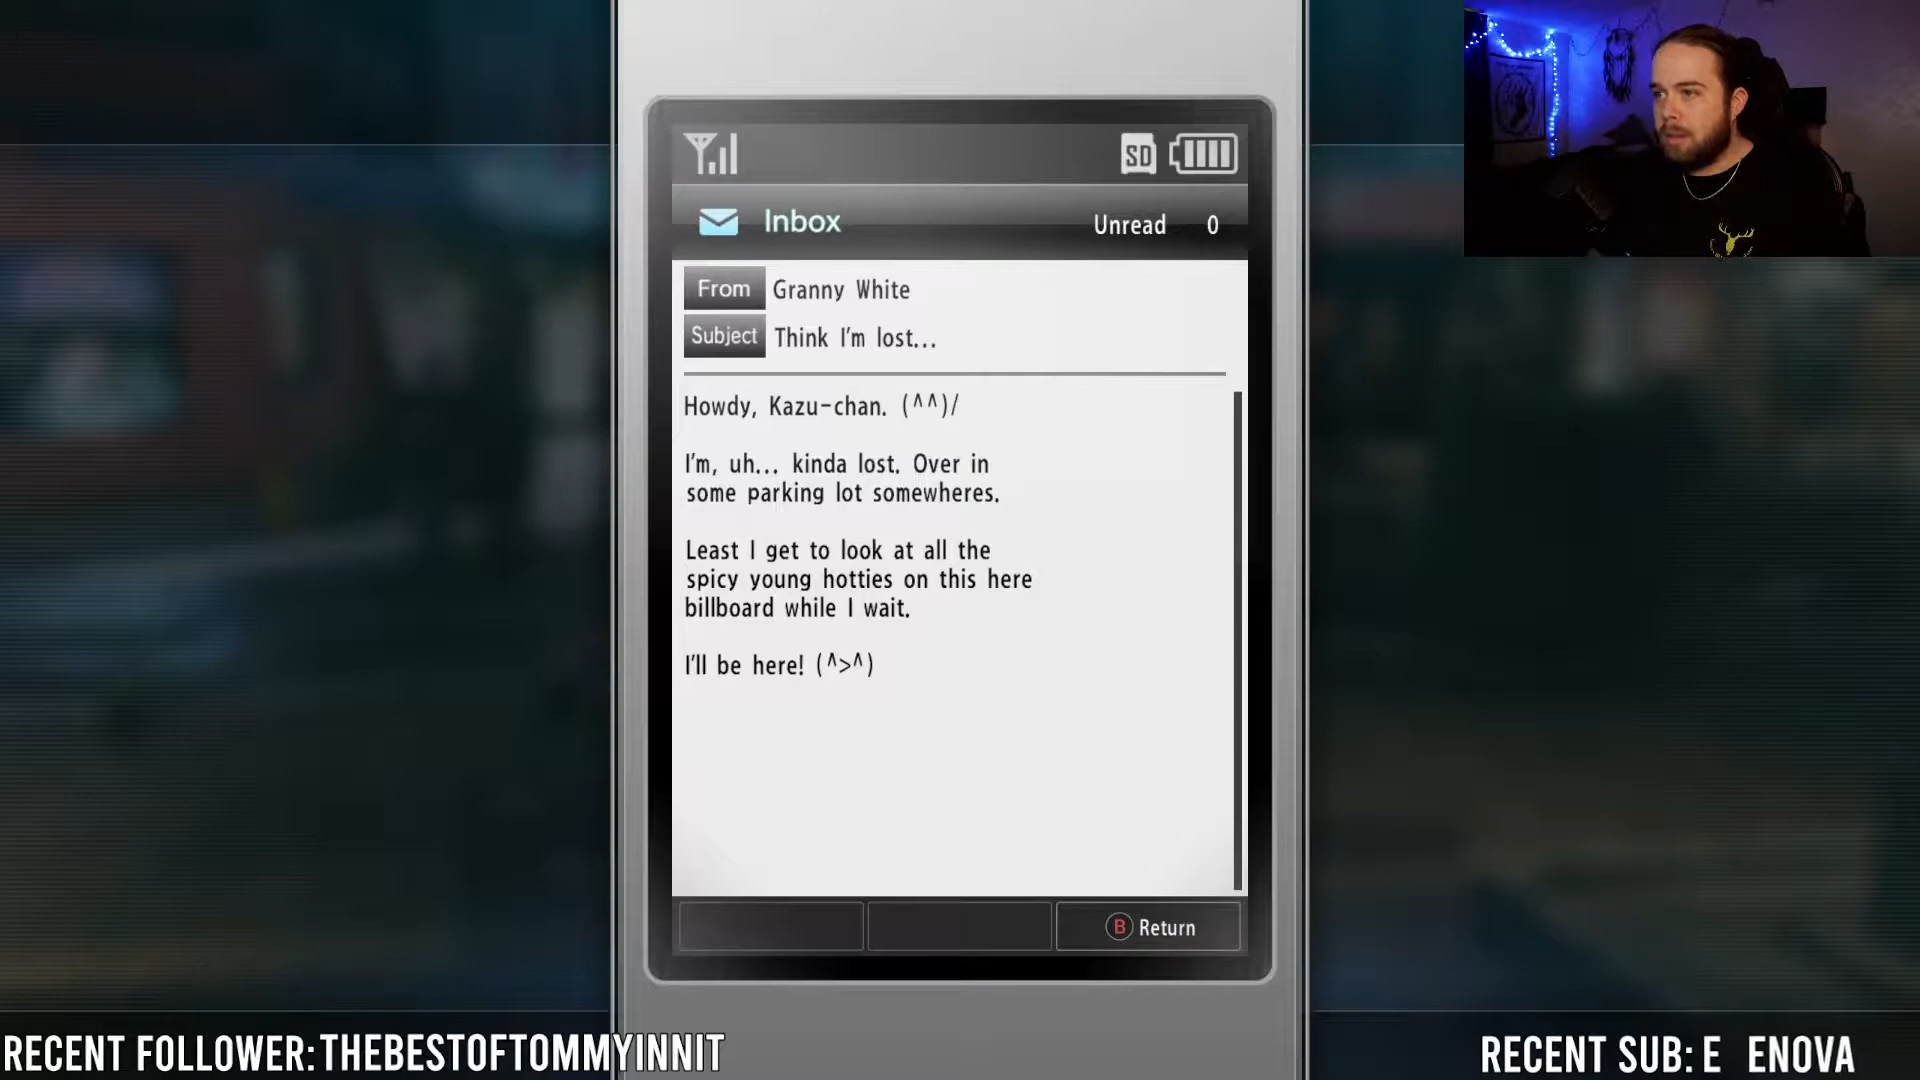 SD
Inbox
Unread 0
From Granny White
Subject Think I'm lost...
Howdy, Kazu-chan. (^^)/
I'm, uh... kinda lost. Over in
some parking lot somewheres.
Least I get to look at all the
spicy young hotties on this here
billboard while I wait.
I'll be here! (^>^)
B Return
RECENT FOLLOWER: THEBESTOFTOMMYINNIT
RECENT SUB: E ENOVA